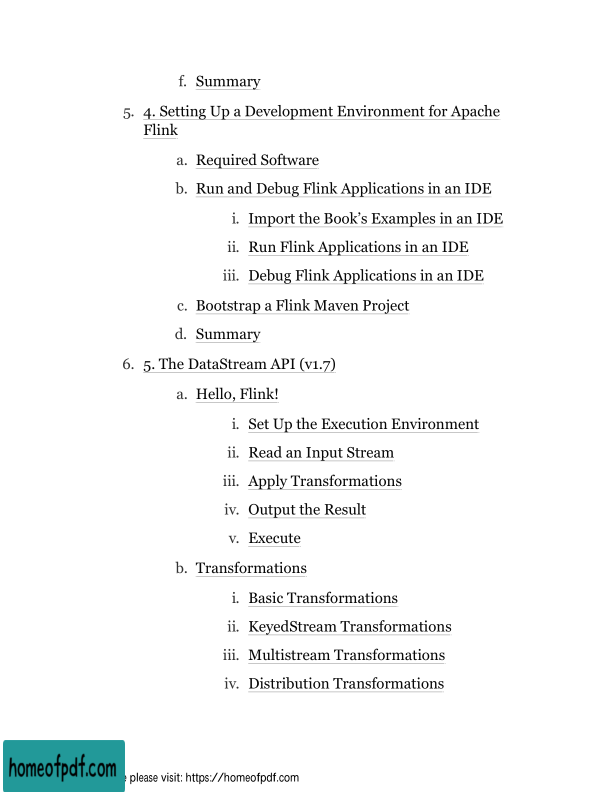 f. Summary
5. 4. Setting Up a Development Environment for Apache
Flink
a. Required Software
b. Run and Debug Flink Applications in an IDE
i. Import the Book’s Examples in an IDE
ii. Run Flink Applications in an IDE
iii. Debug Flink Applications in an IDE
c. Bootstrap a Flink Maven Project
d. Summary
6. 5. The DataStream API (v1.7)
a. Hello, Flink!
i. Set Up the Execution Environment
ii. Read an Input Stream
iii. Apply Transformations
iv. Output the Result
v. Execute
b. Transformations
i. Basic Transformations
ii. KeyedStream Transformations
iii. Multistream Transformations
iv. Distribution Transformations
homeofpdf.com
please visit: https://homeofpdf.com